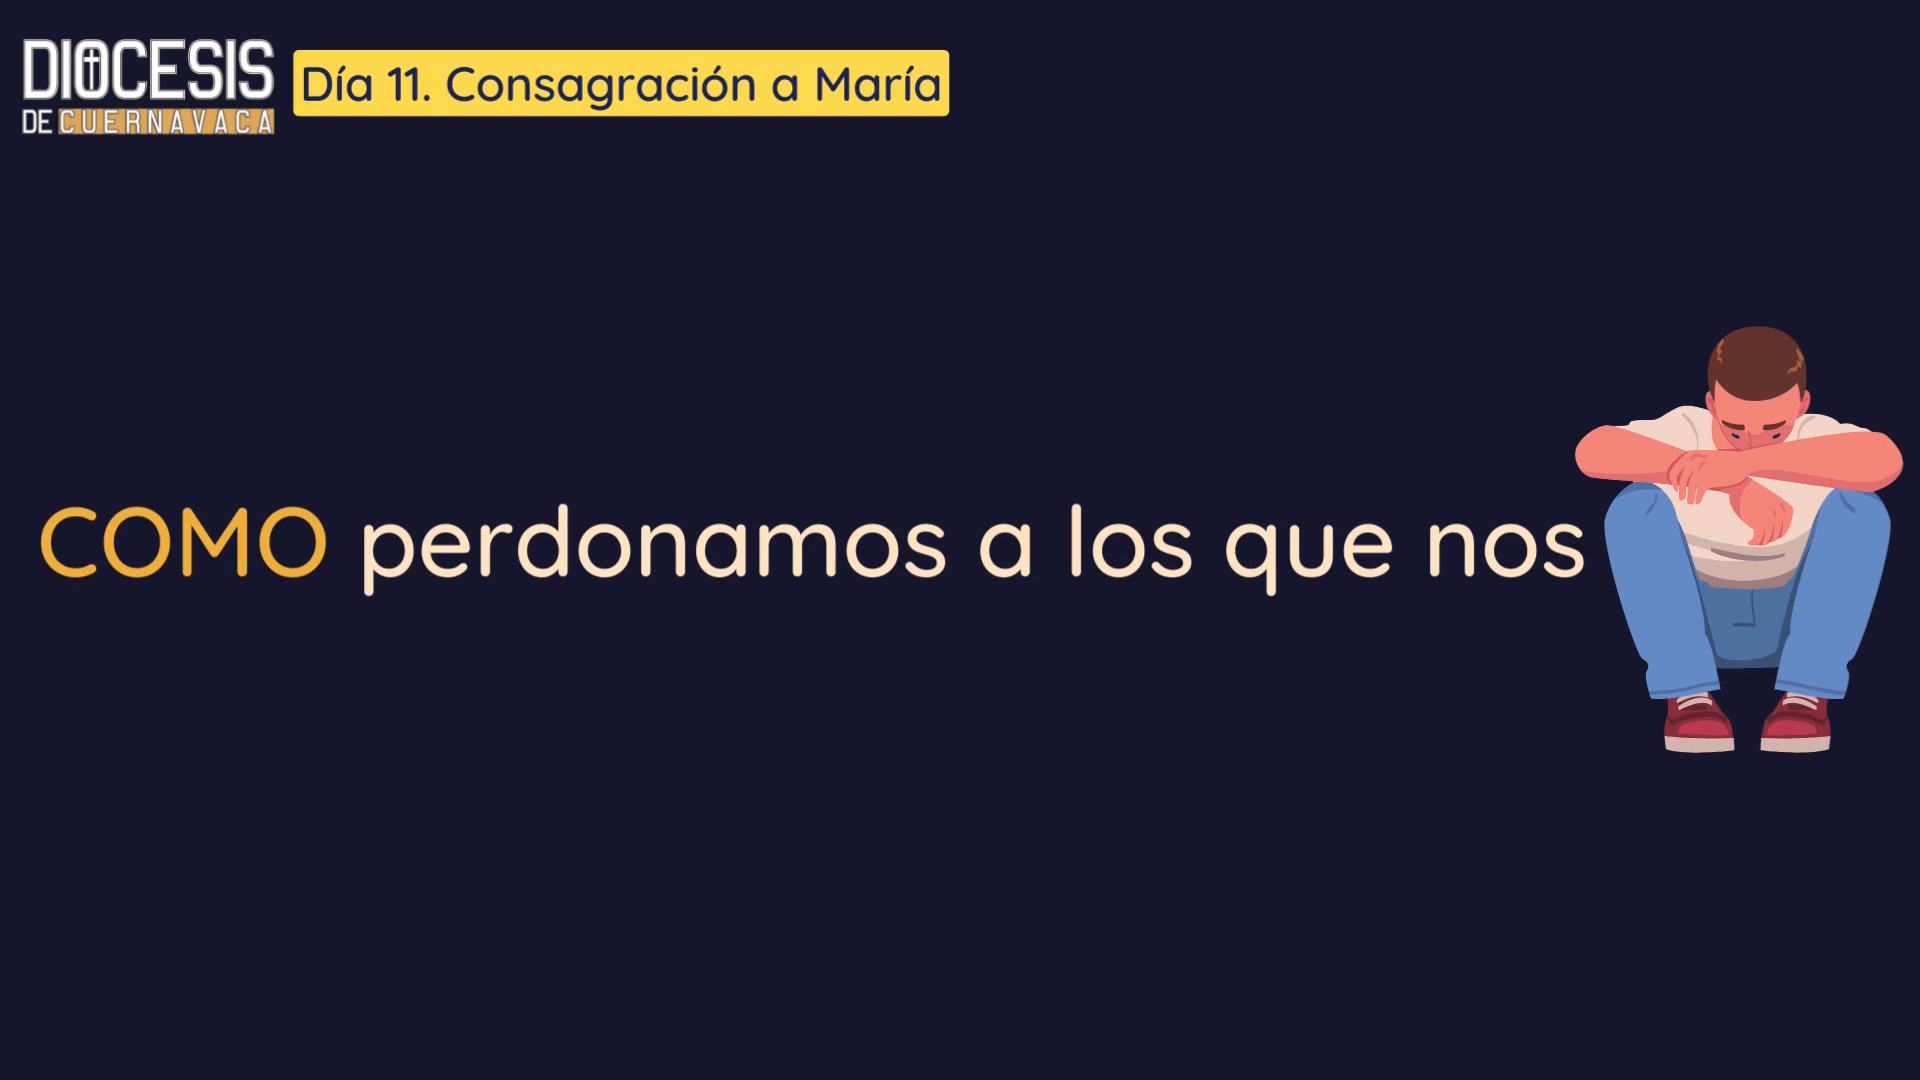 DIOCESIS
DE CUERNAVACA
Día 11. Consagración a María
COMO perdonamos a los que nos